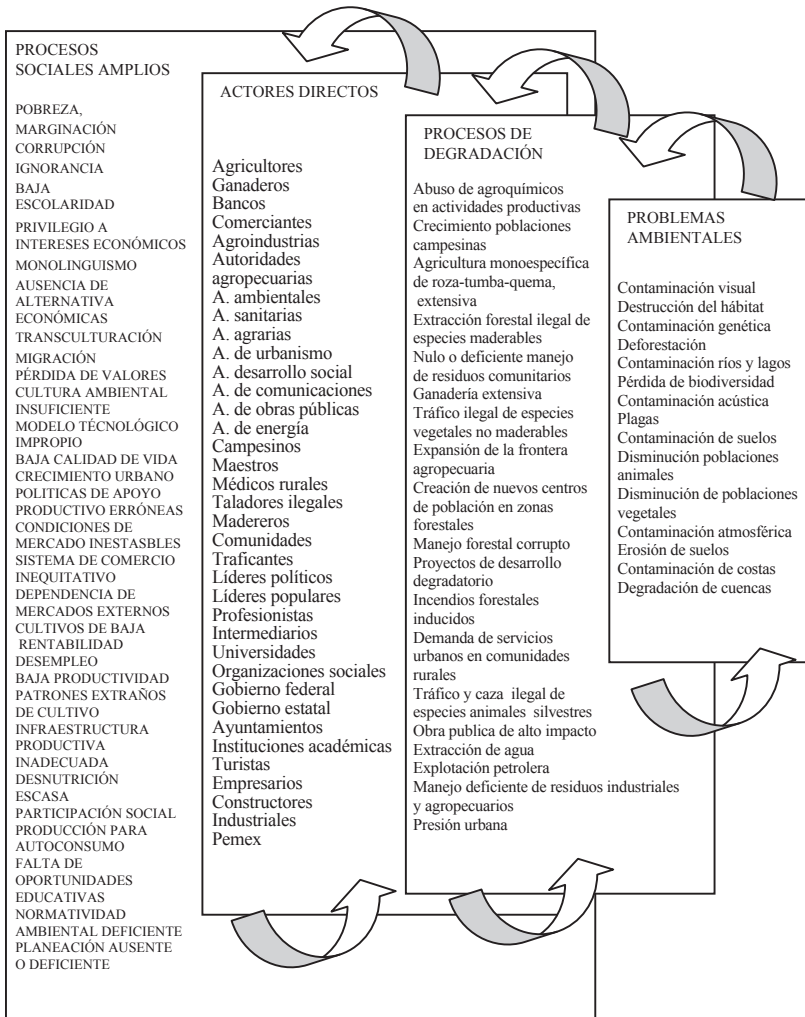 PROCESOS
SOCIALES AMPLIOS
POBREZA,
MARGINACIÓN
CORRUPCIÓN
IGNORANCIA
BAJA
ESCOLARIDAD
PRIVILEGIO A
INTERESES ECONÓMICOS
MONOLINGUISMO
AUSENCIA DE
ALTERNATIVA
ECONÓMICAS
TRANSCULTURACIÓN
MIGRACIÓN
PÉRDIDA DE VALORES
CULTURA AMBIENTAL
INSUFICIENTE
MODELO TÉCNOLÓGICO
IMPROPIO
BAJA CALIDAD DE VIDA
CRECIMIENTO URBANO
POLITICAS DE APOYO
PRODUCTIVO ERRÓNEAS
CONDICIONES DE
MERCADO INESTASBLES
SISTEMA DE COMERCIO
INEQUITATIVO
DEPENDENCIA DE
MERCADOS EXTERNOS
CULTIVOS DE BAJA
RENTABILIDAD
DESEMPLEO
BAJA PRODUCTIVIDAD
PATRONES EXTRAÑOS
DE CULTIVO
INFRAESTRUCTURA
PRODUCTIVA
INADECUADA
DESNUTRICIÓN
ESCASA
PARTICIPACIÓN SOCIAL
PRODUCCIÓN PARA
AUTOCONSUMO
FALTA DE
OPORTUNIDADES
EDUCATIVAS
NORMATIVIDAD
AMBIENTAL DEFICIENTE
PLANEACIÓN AUSENTE
O DEFICIENTE
ACTORES DIRECTOS
Agricultores
Ganaderos
Bancos
Comerciantes
Agroindustrias
Autoridades
agropecuarias
A. ambientales
A. sanitarias
A. agrarias
A. de urbanismo
A. desarrollo social
A. de comunicaciones
A. de obras públicas
A. de energía
Campesinos
Maestros
Médicos rurales
Taladores ilegales
Madereros
Comunidades
Traficantes
Líderes políticos
Líderes populares
Profesionistas
Intermediarios
Universidades
Organizaciones sociales
Gobierno federal
Gobierno estatal
Ayuntamientos
Instituciones académicas
Turistas
Empresarios
Constructores
Industriales
Pemex
PROCESOS DE
DEGRADACIÓN
Abuso de agroquímicos
en actividades productivas
Crecimiento poblaciones
campesinas
Agricultura monoespecífica
de roza-tumba-quema,
extensiva
Extracción forestal ilegal de
especies maderables
Nulo o deficiente manejo
de residuos comunitarios
Ganadería extensiva
Tráfico ilegal de especies
vegetales no maderables
Expansión de la frontera
agropecuaria
Creación de nuevos centros
de población en zonas
forestales
Manejo forestal corrupto
Proyectos de desarrollo
degradatorio
Incendios forestales
inducidos
Demanda de servicios
urbanos en comunidades
rurales
Tráfico y caza ilegal de
especies animales silvestres
Obra publica de alto impacto
Extracción de agua
Explotación petrolera
Manejo deficiente de residuos industriales
y agropecuarios
Presión urbana
PROBLEMAS
AMBIENTALES
Contaminación visual
Destrucción del hábitat
Contaminación genética
Deforestación
Contaminación ríos y lagos
Pérdida de biodiversidad
Contaminación acústica
Plagas
Contaminación de suelos
Disminución poblaciones
animales
Disminución de poblaciones
vegetales
Contaminación atmosférica
Erosión de suelos
Contaminación de costas
Degradación de cuencas